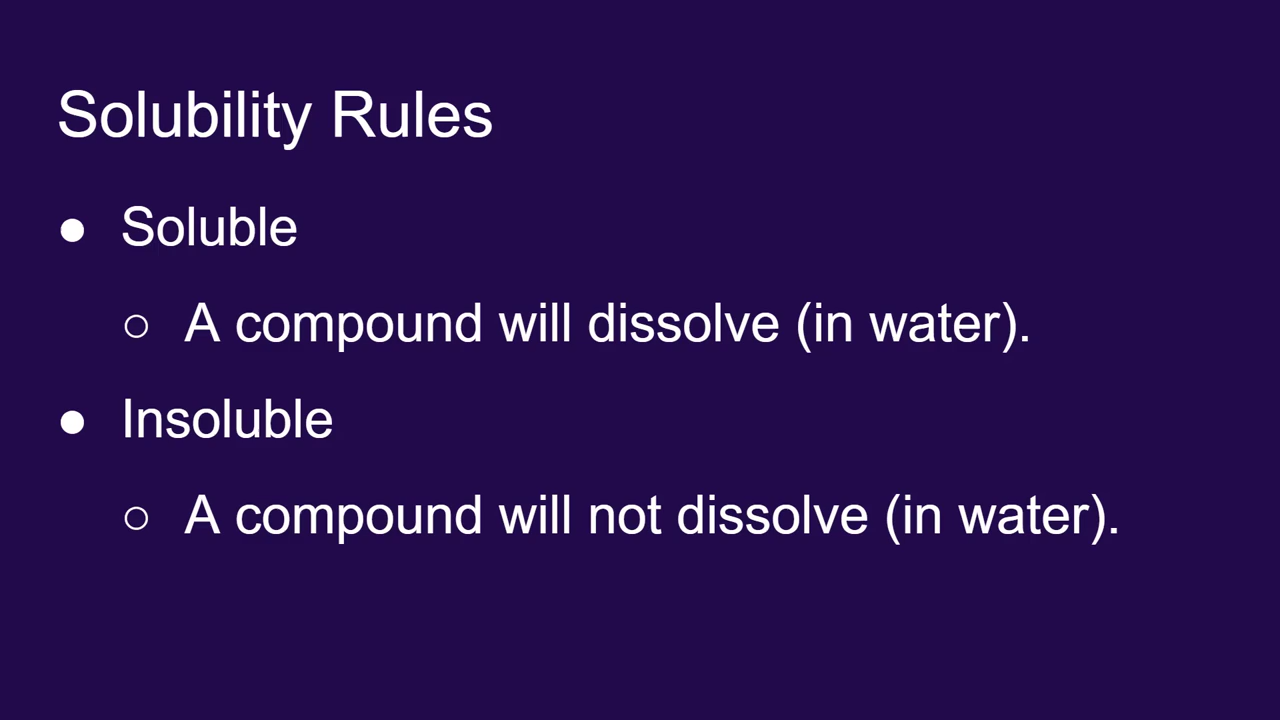 Solubility Rules
● Soluble
○ A compound will dissolve (in water).
● Insoluble
○ A compound will not dissolve (in water).